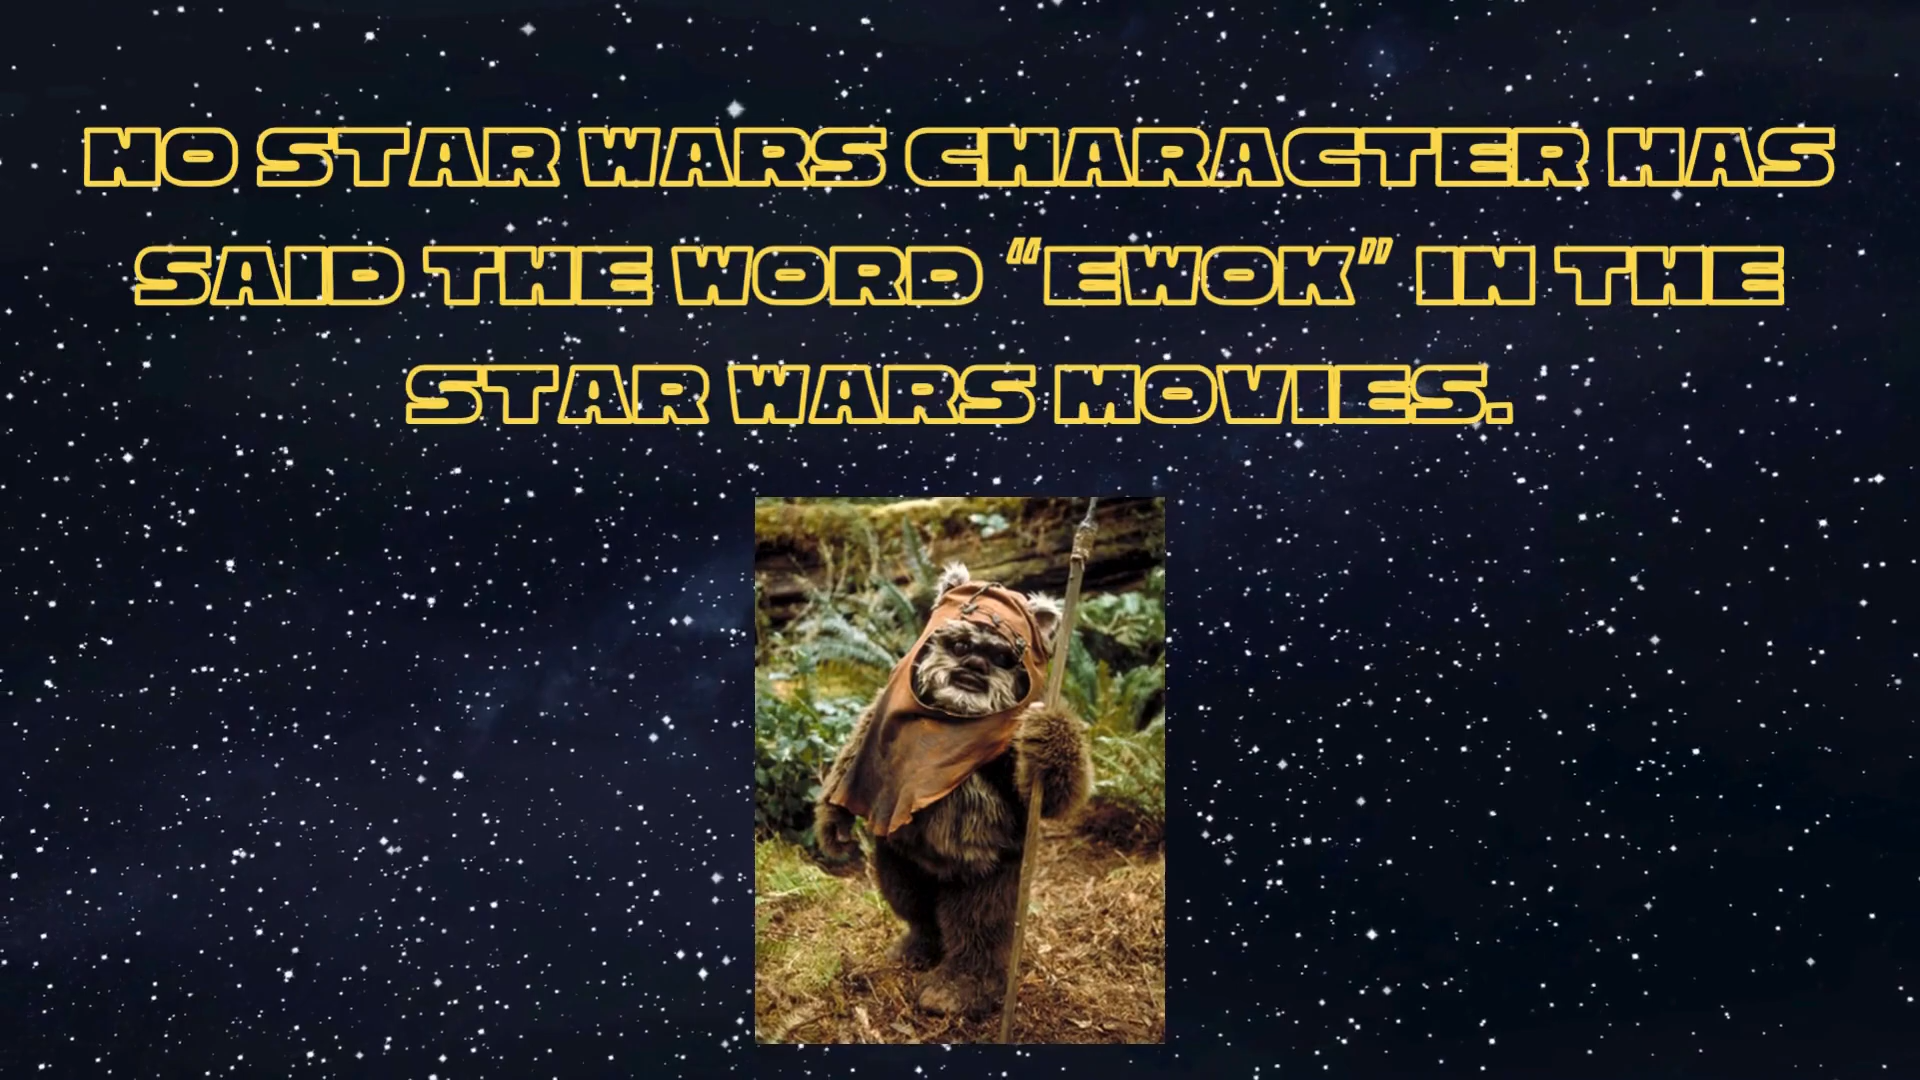 NO STAR WARS CHARACTER HAS
SAID THE WORD “EWOK” IN THE
STAR WARS MOVIES.